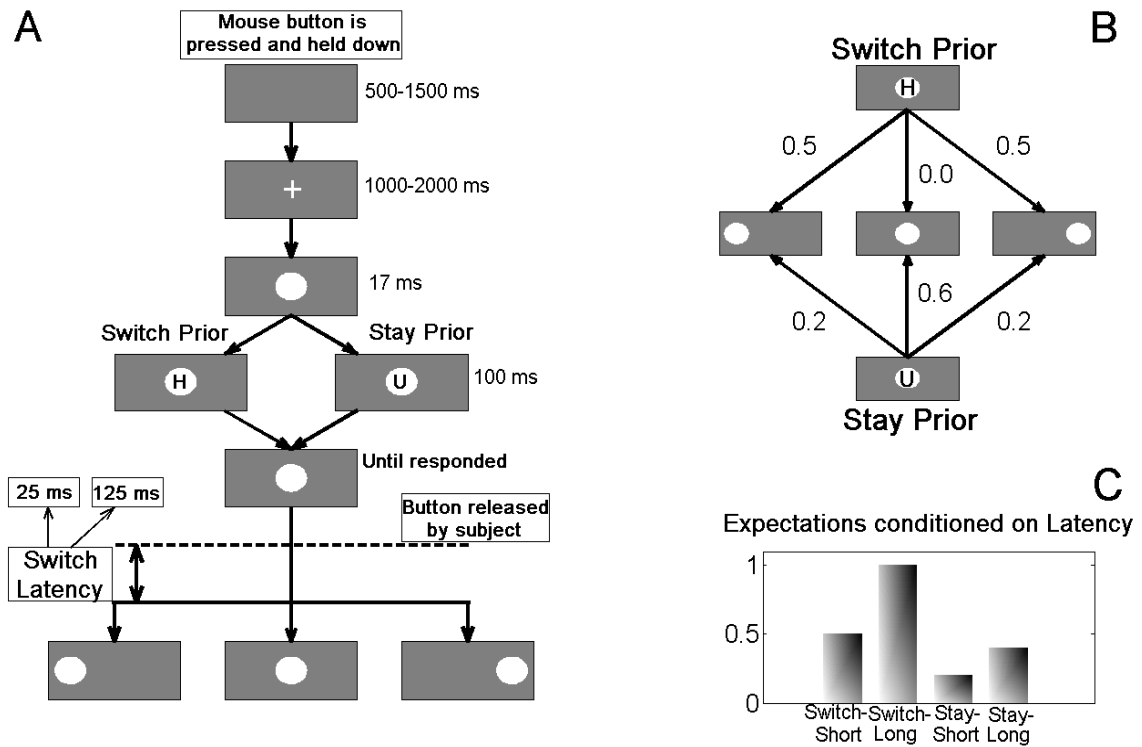 A
Mouse button is
pressed and held down
500-1500 ms
+
1000-2000 ms
17 ms
Switch Prior
Stay Prior
H
U
100 ms
Until responded
25 ms
125 ms
Button released
by subject
Switch
Latency
B
Switch Prior
H
0.5
0.5
0.0
0.6
0.2
0.2
U
Stay Prior
C
Expectations conditioned on Latency
1
0.5
0
Switch-
Short
Switch-
Long
Stay-
Short
Stay-
Long